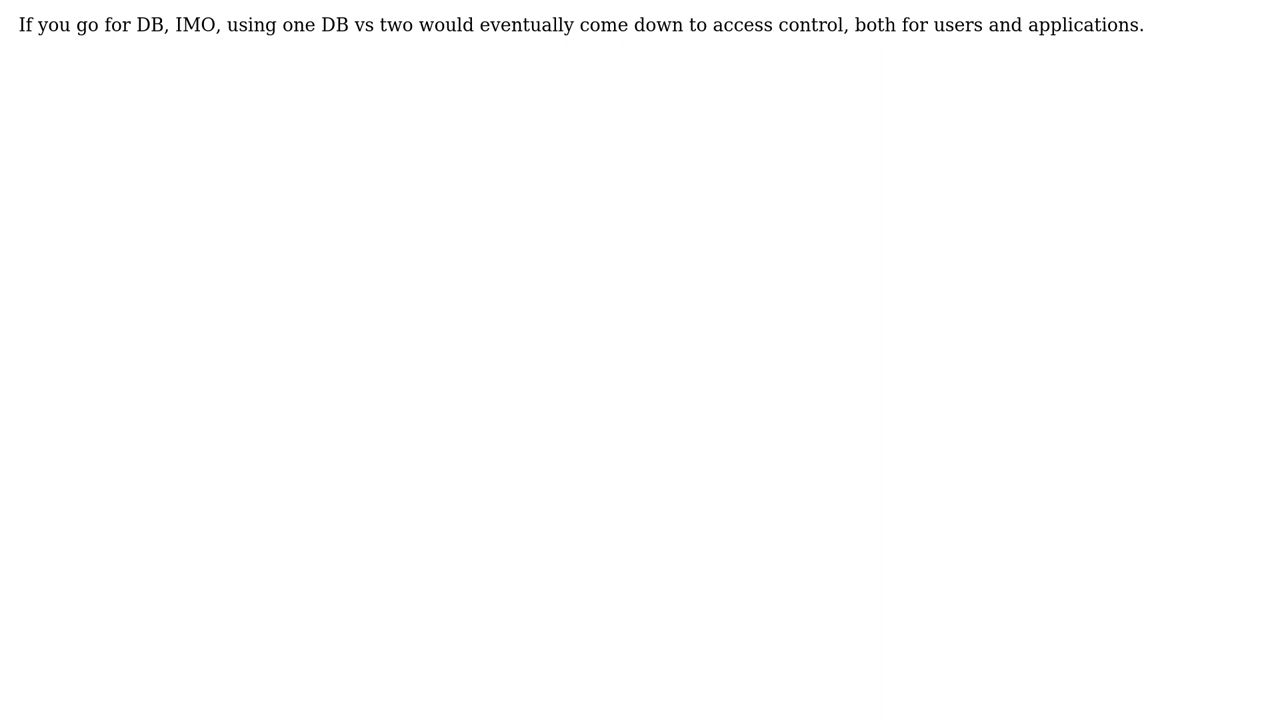 If you go for DB, IMO, using one DB vs two would eventually come down to access control, both for users and applications.